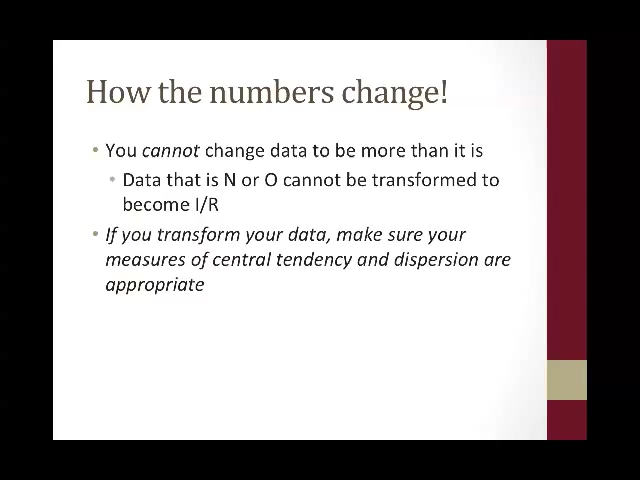 How the numbers change!
• You cannot change data to be more than it is
• Data that is N or O cannot be transformed to
become I/R
• If you transform your data, make sure your
measures of central tendency and dispersion are
appropriate